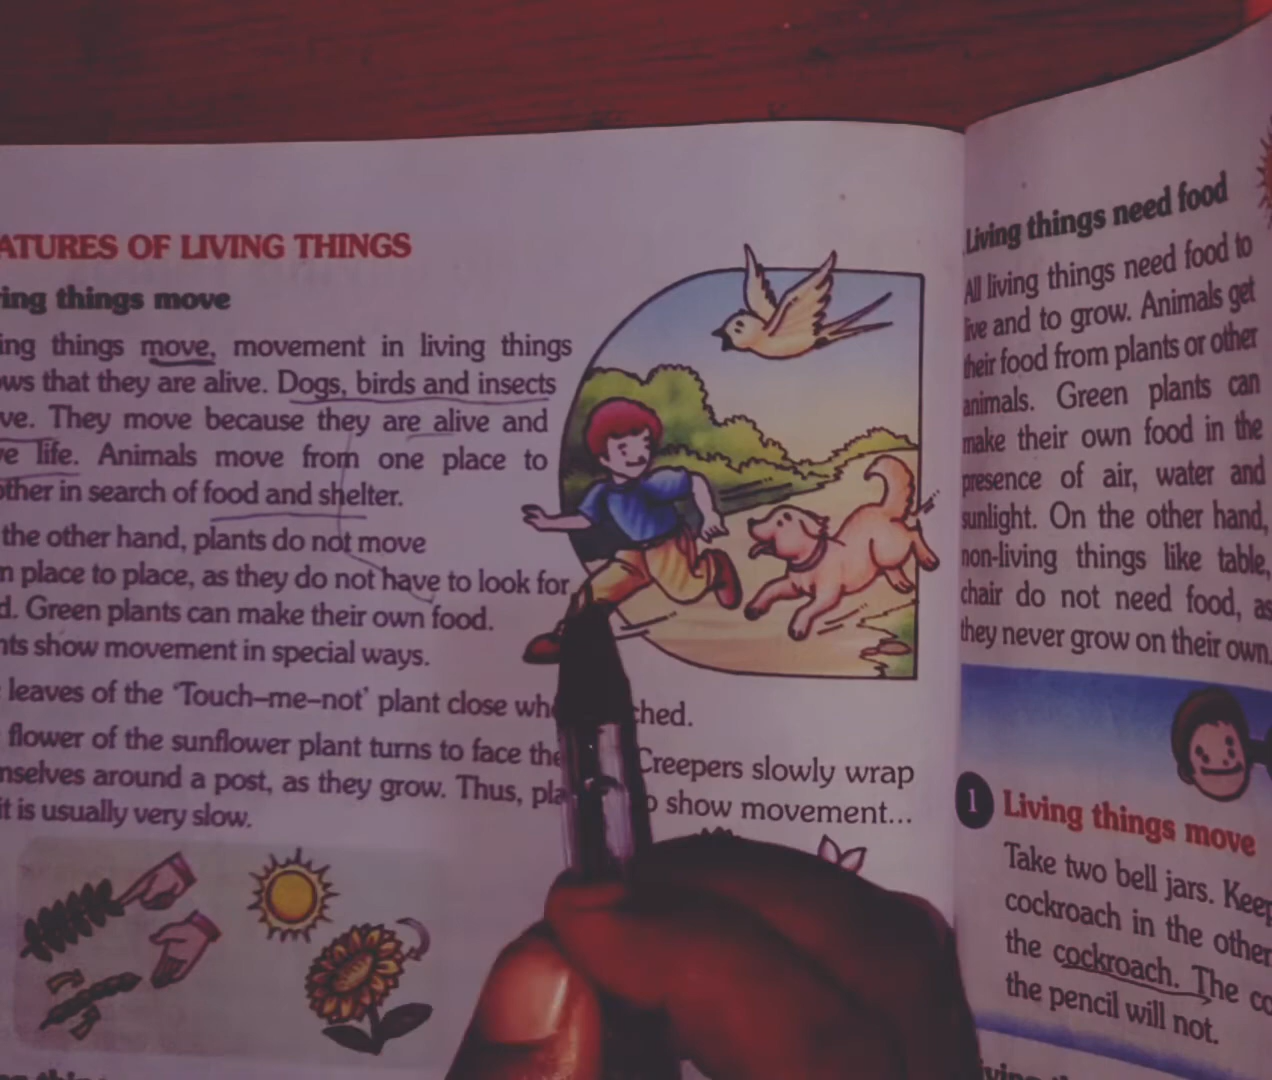 ATURES OF LIVING THINGS
ing things move
ing things move, movement in living things
ws that they are alive. Dogs, birds and insects
ve. They move because they are alive and
e life. Animals move from one place to
other in search of food and shelter.
the other hand, plants do not move
n place to place, as they do not have to look for
d. Green plants can make their own food.
nts show movement in special ways.
leaves of the 'Touch–me–not' plant close wh ched.
flower of the sunflower plant turns to face the Creepers slowly wrap
mselves around a post, as they grow. Thus, pla o show movement...
it is usually very slow.
Living things need food
All living things need food to
live and to grow. Animals get
their food from plants or other
animals. Green plants can
make their own food in the
presence of air, water and
sunlight. On the other hand,
non-living things like table,
chair do not need food, as
they never grow on their own.
1 Living things move
Take two bell jars. Keep
cockroach in the other
the cockroach. The co
the pencil will not.